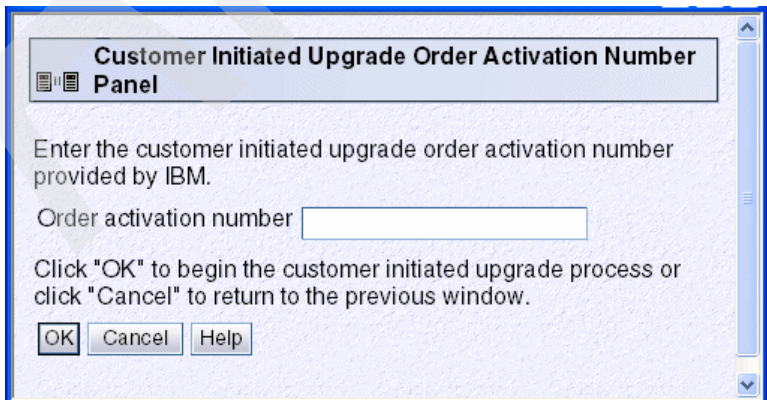 Customer Initiated Upgrade Order Activation Number
Panel
Enter the customer initiated upgrade order activation number
provided by IBM.
Order activation number
Click "OK" to begin the customer initiated upgrade process or
click "Cancel" to return to the previous window.
OK Cancel Help